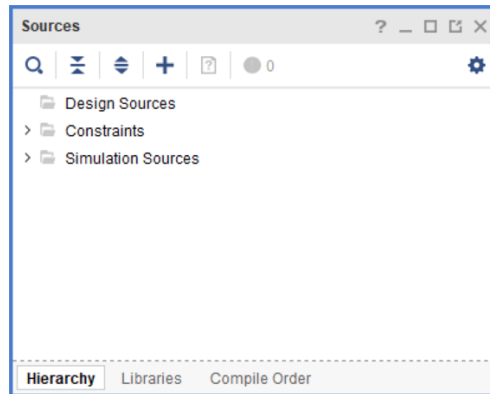 Sources
0
Design Sources
Constraints
Simulation Sources
Hierarchy Libraries Compile Order